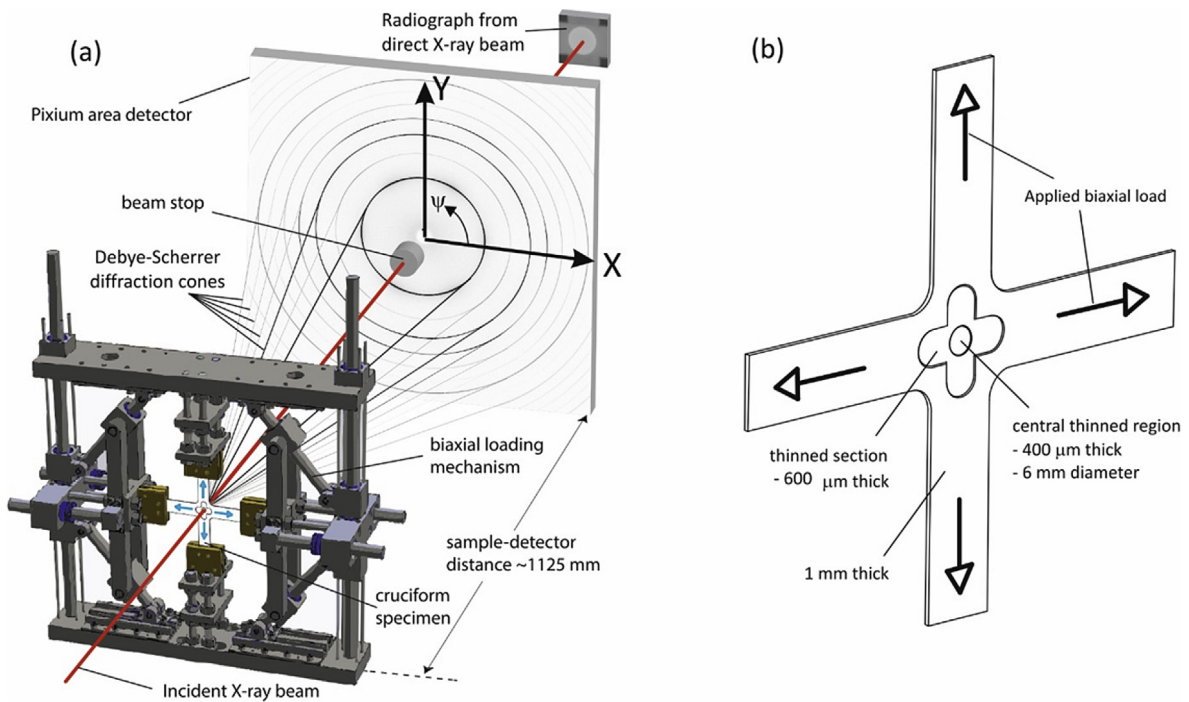 (a)
Radiograph from
direct X-ray beam
Pixium area detector
Y
beam stop
ψ
X
Debye-Scherrer
diffraction cones
biaxial loading
mechanism
sample-detector
distance ~1125 mm
cruciform
specimen
Incident X-ray beam
(b)
Applied biaxial load
thinned section
- 600 μm thick
central thinned region
- 400 μm thick
- 6 mm diameter
1 mm thick